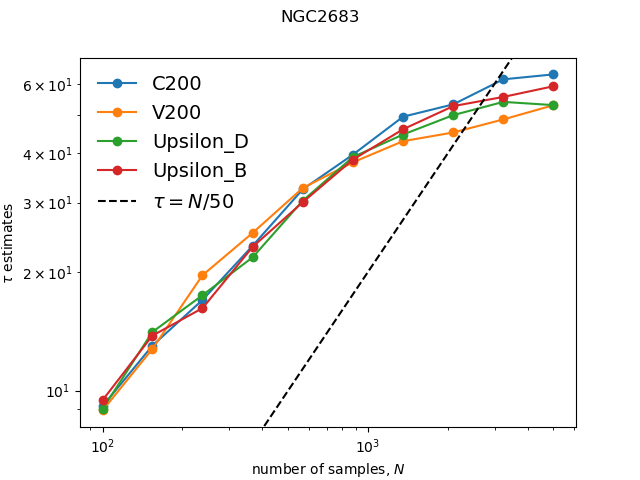 NGC2683
C200
V200
Upsilon_D
Upsilon_B
τ = N/50
6 × 10¹
4 × 10¹
3 × 10¹
2 × 10¹
10¹
τ estimates
10² 10³
number of samples, N